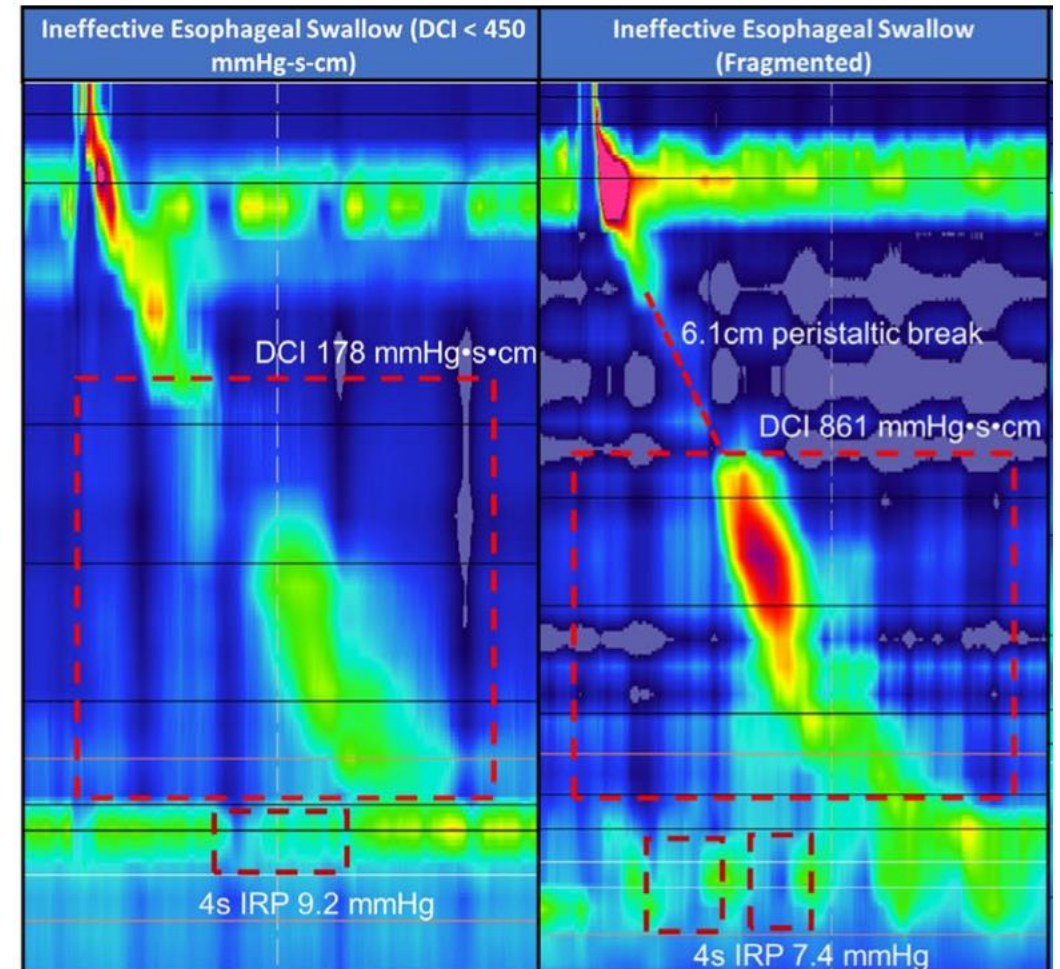 Ineffective Esophageal Swallow (DCI < 450
mmHg-s-cm)
DCI 178 mmHg•s•cm
4s IRP 9.2 mmHg
Ineffective Esophageal Swallow
(Fragmented)
6.1cm peristaltic break
DCI 861 mmHg•s•cm
4s IRP 7.4 mmHg